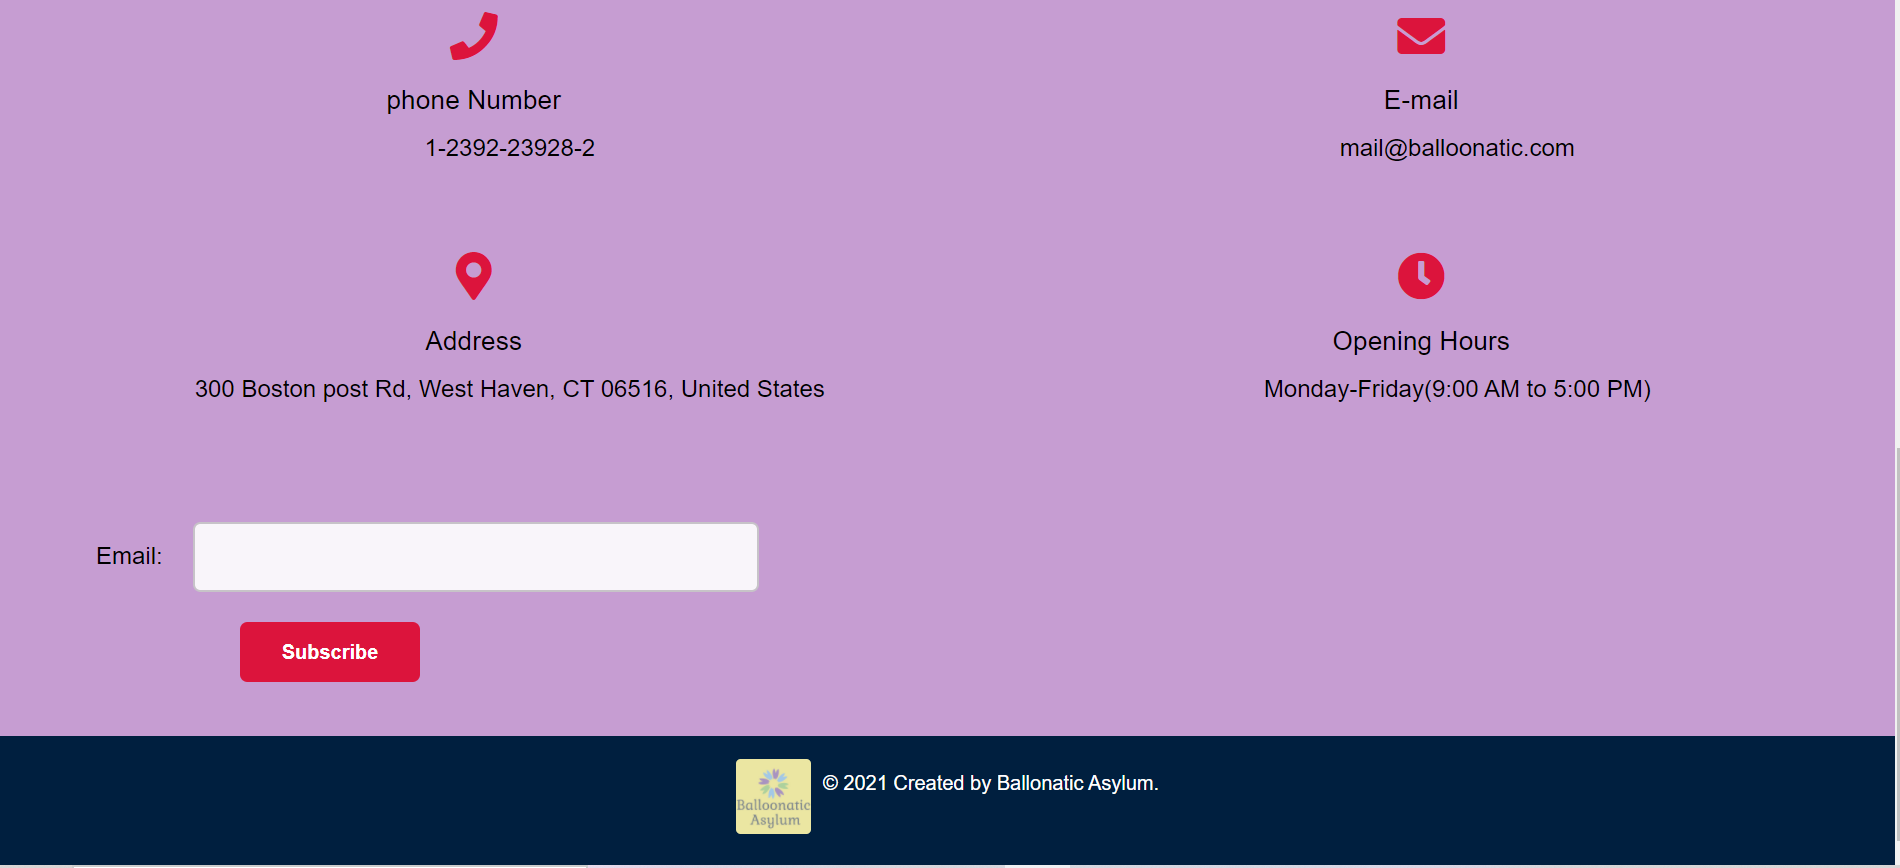 phone Number
1-2392-23928-2
E-mail
mail@balloonatic.com
Address
300 Boston post Rd, West Haven, CT 06516, United States
Opening Hours
Monday-Friday(9:00 AM to 5:00 PM)
Email:
Subscribe
Balloonatic
Asylum
© 2021 Created by Ballonatic Asylum.